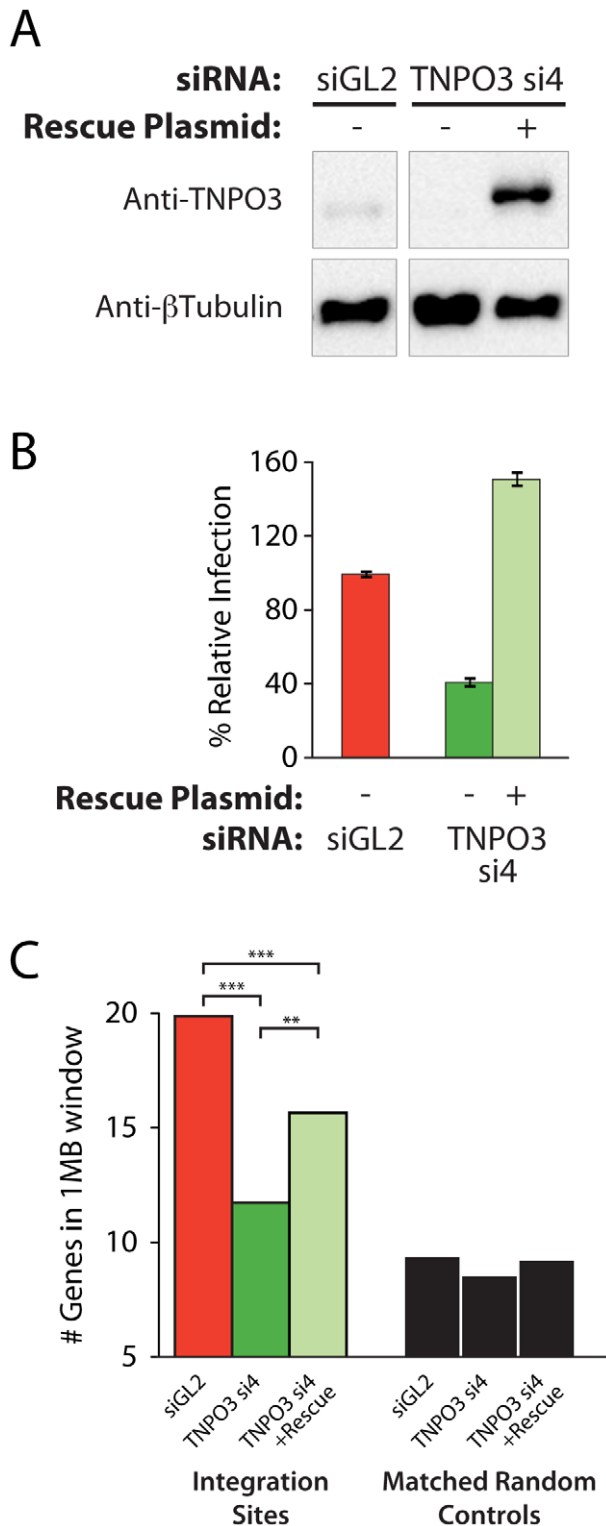 A
siRNA: siGL2 TNPO3 si4
Rescue Plasmid: - - +
Anti-TNPO3
Anti-βTubulin
B
% Relative Infection
160
120
80
40
0
Rescue Plasmid: - - +
siRNA: siGL2 TNPO3
si4
C
# Genes in 1MB window
20
15
10
5
***
***
**
siGL2
TNPO3 si4
TNPO3 si4
+Rescue
siGL2
TNPO3 si4
TNPO3 si4
+Rescue
Integration
Sites
Matched Random
Controls